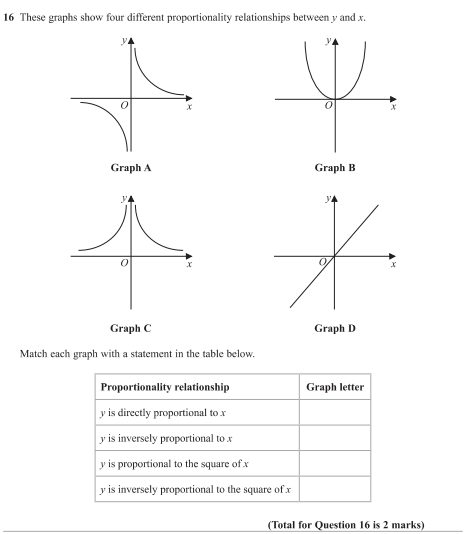 16 These graphs show four different proportionality relationships between y and x.
y y
O x O x
Graph A Graph B
y y
O x O x
Graph C Graph D
Match each graph with a statement in the table below.
Proportionality relationship Graph letter
y is directly proportional to x
y is inversely proportional to x
y is proportional to the square of x
y is inversely proportional to the square of x
(Total for Question 16 is 2 marks)